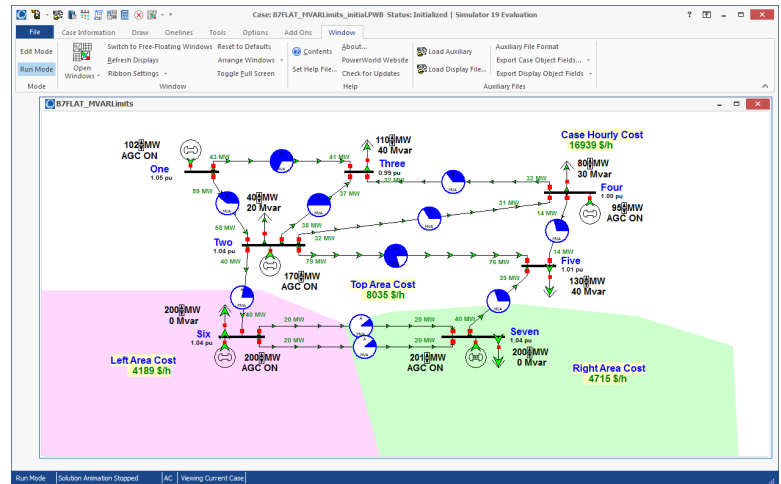 Case: B7FLAT_MVARLimits_initial.PWB Status: Initialized | Simulator 19 Evaluation
File Case Information Draw Onelines Tools Options Add Ons Window
Edit Mode
Run Mode
Mode
Open Windows
Switch to Free-Floating Windows
Refresh Displays
Ribbon Settings
Reset to Defaults
Arrange Windows
Toggle Full Screen
Window
Contents
Set Help File...
About...
PowerWorld Website
Check for Updates
Help
Load Auxiliary
Load Display File...
Auxiliary File Format
Export Case Object Fields...
Export Display Object Fields
Auxiliary Files
B7FLAT_MVARLimits
102 MW
AGC ON
One
1.05 pu
43 MW
41 MW
110 MW
40 Mvar
Three
0.99 pu
37 MW
Case Hourly Cost
16939 $/h
80 MW
30 Mvar
32 MW
Four
1.00 pu
95 MW
AGC ON
59 MW
40 MW
20 Mvar
37 MW
31 MW
14 MW
58 MW
38 MW
32 MW
Two
1.04 pu
40 MW
79 MW
76 MW
14 MW
Five
1.01 pu
170 MW
AGC ON
Top Area Cost
8035 $/h
39 MW
130 MW
40 Mvar
200 MW
0 Mvar
40 MW
20 MW
20 MW
40 MW
Six
1.04 pu
MVA
Seven
1.04 pu
20 MW
20 MW
Left Area Cost
4189 $/h
200 MW
AGC ON
201 MW
AGC ON
200 MW
0 Mvar
Right Area Cost
4715 $/h
Run Mode Solution Animation Stopped AC Viewing Current Case